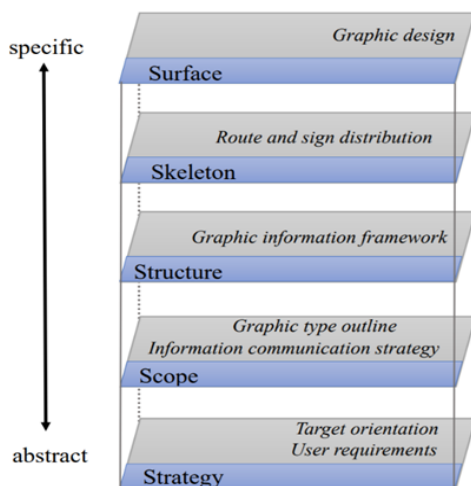 specific
Graphic design
Surface
Route and sign distribution
Skeleton
Graphic information framework
Structure
Graphic type outline
Information communication strategy
Scope
Target orientation
User requirements
abstract
Strategy